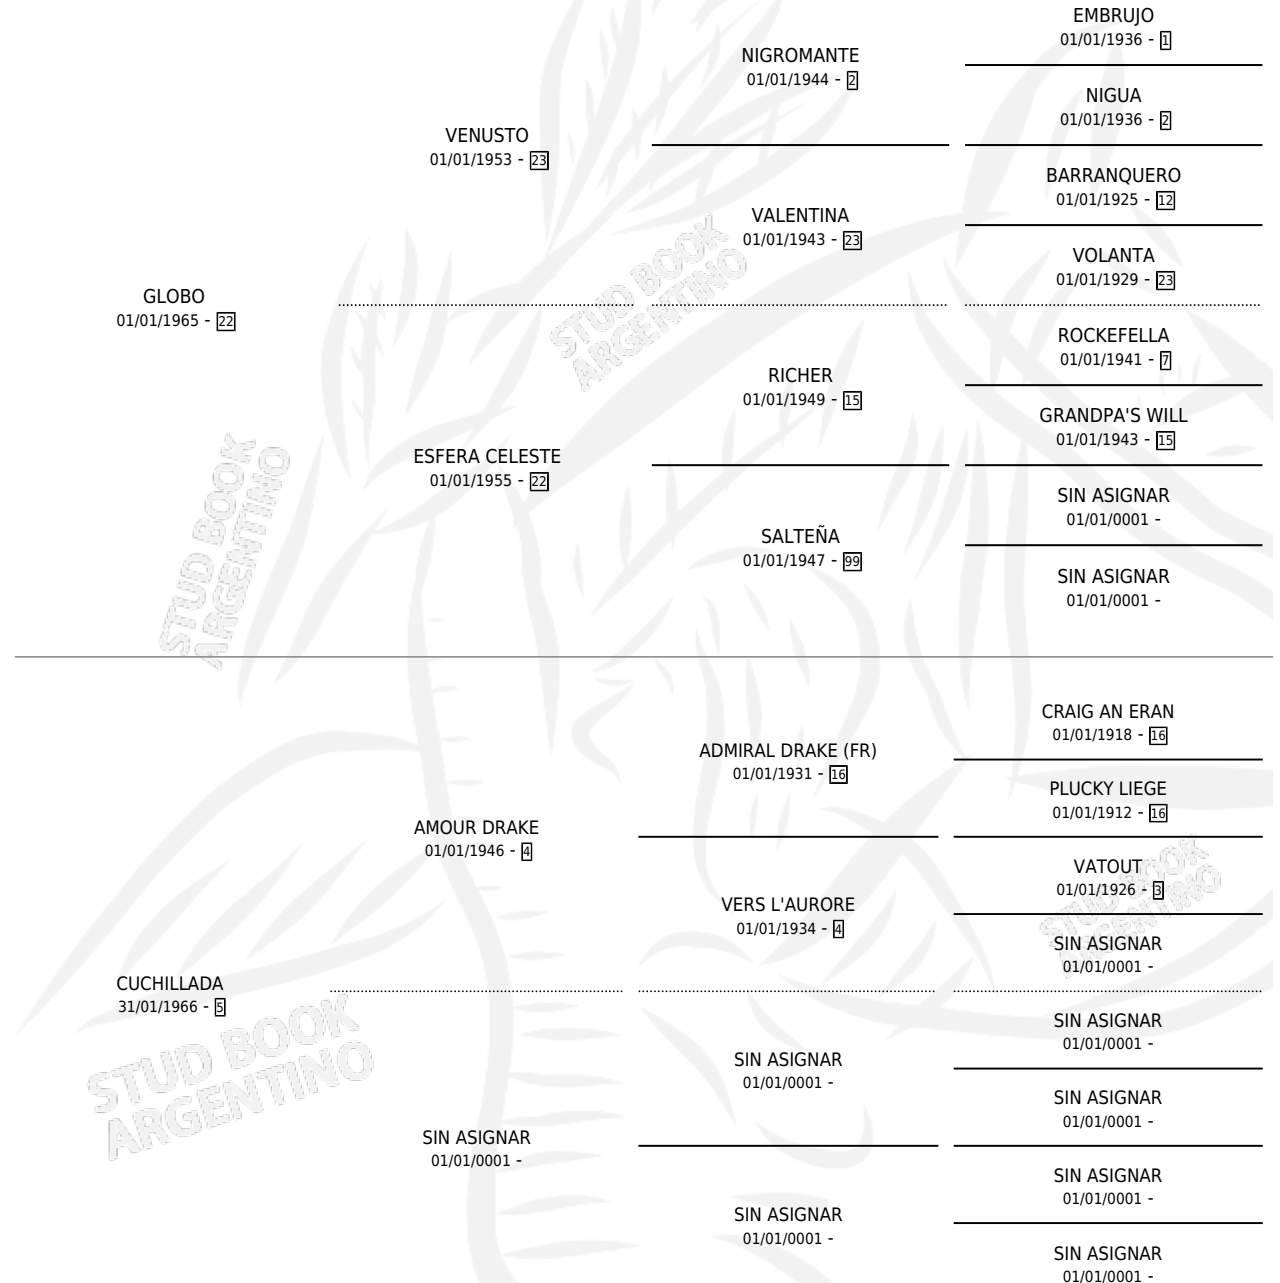 EMBRUJO
01/01/1936 - 1
NIGROMANTE
01/01/1944 - 2
NIGUA
01/01/1936 - 2
VENUSTO
01/01/1953 - 23
BARRANQUERO
01/01/1925 - 12
VALENTINA
01/01/1943 - 23
VOLANTA
01/01/1929 - 23
GLOBO
01/01/1965 - 22
ROCKEFELLA
01/01/1941 - 7
RICHER
01/01/1949 - 15
GRANDPA'S WILL
01/01/1943 - 15
ESFERA CELESTE
01/01/1955 - 22
SIN ASIGNAR
01/01/0001 -
SALTEÑA
01/01/1947 - 99
SIN ASIGNAR
01/01/0001 -
CRAIG AN ERAN
01/01/1918 - 16
ADMIRAL DRAKE (FR)
01/01/1931 - 16
PLUCKY LIEGE
01/01/1912 - 16
AMOUR DRAKE
01/01/1946 - 4
VATOUT
01/01/1926 - 3
VERS L'AURORE
01/01/1934 - 4
SIN ASIGNAR
01/01/0001 -
CUCHILLADA
31/01/1966 - 5
SIN ASIGNAR
01/01/0001 -
SIN ASIGNAR
01/01/0001 -
SIN ASIGNAR
01/01/0001 -
SIN ASIGNAR
01/01/0001 -
SIN ASIGNAR
01/01/0001 -
SIN ASIGNAR
01/01/0001 -
SIN ASIGNAR
01/01/0001 -
STUD BOOK
ARGENTINO
STUD BOOK
ARGENTINO
STUD BOOK
ARGENTINO
STUD BOOK
ARGENTINO